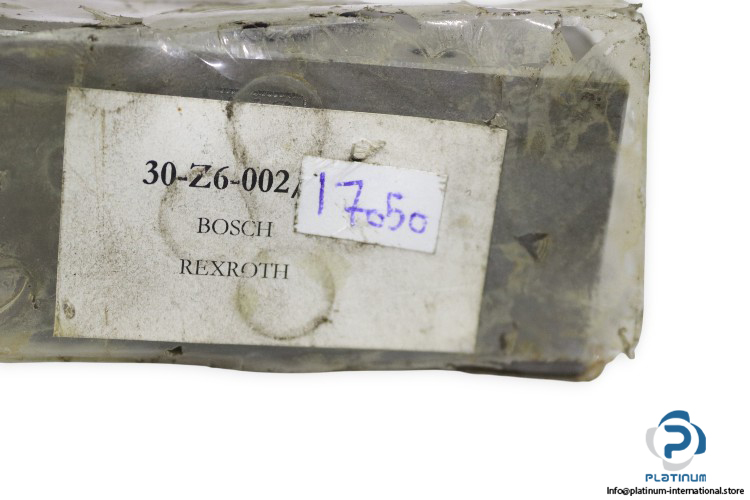 30-Z6-002/
17050
BOSCH
REXROTH
PLATINUM
Info@platinum-international.store